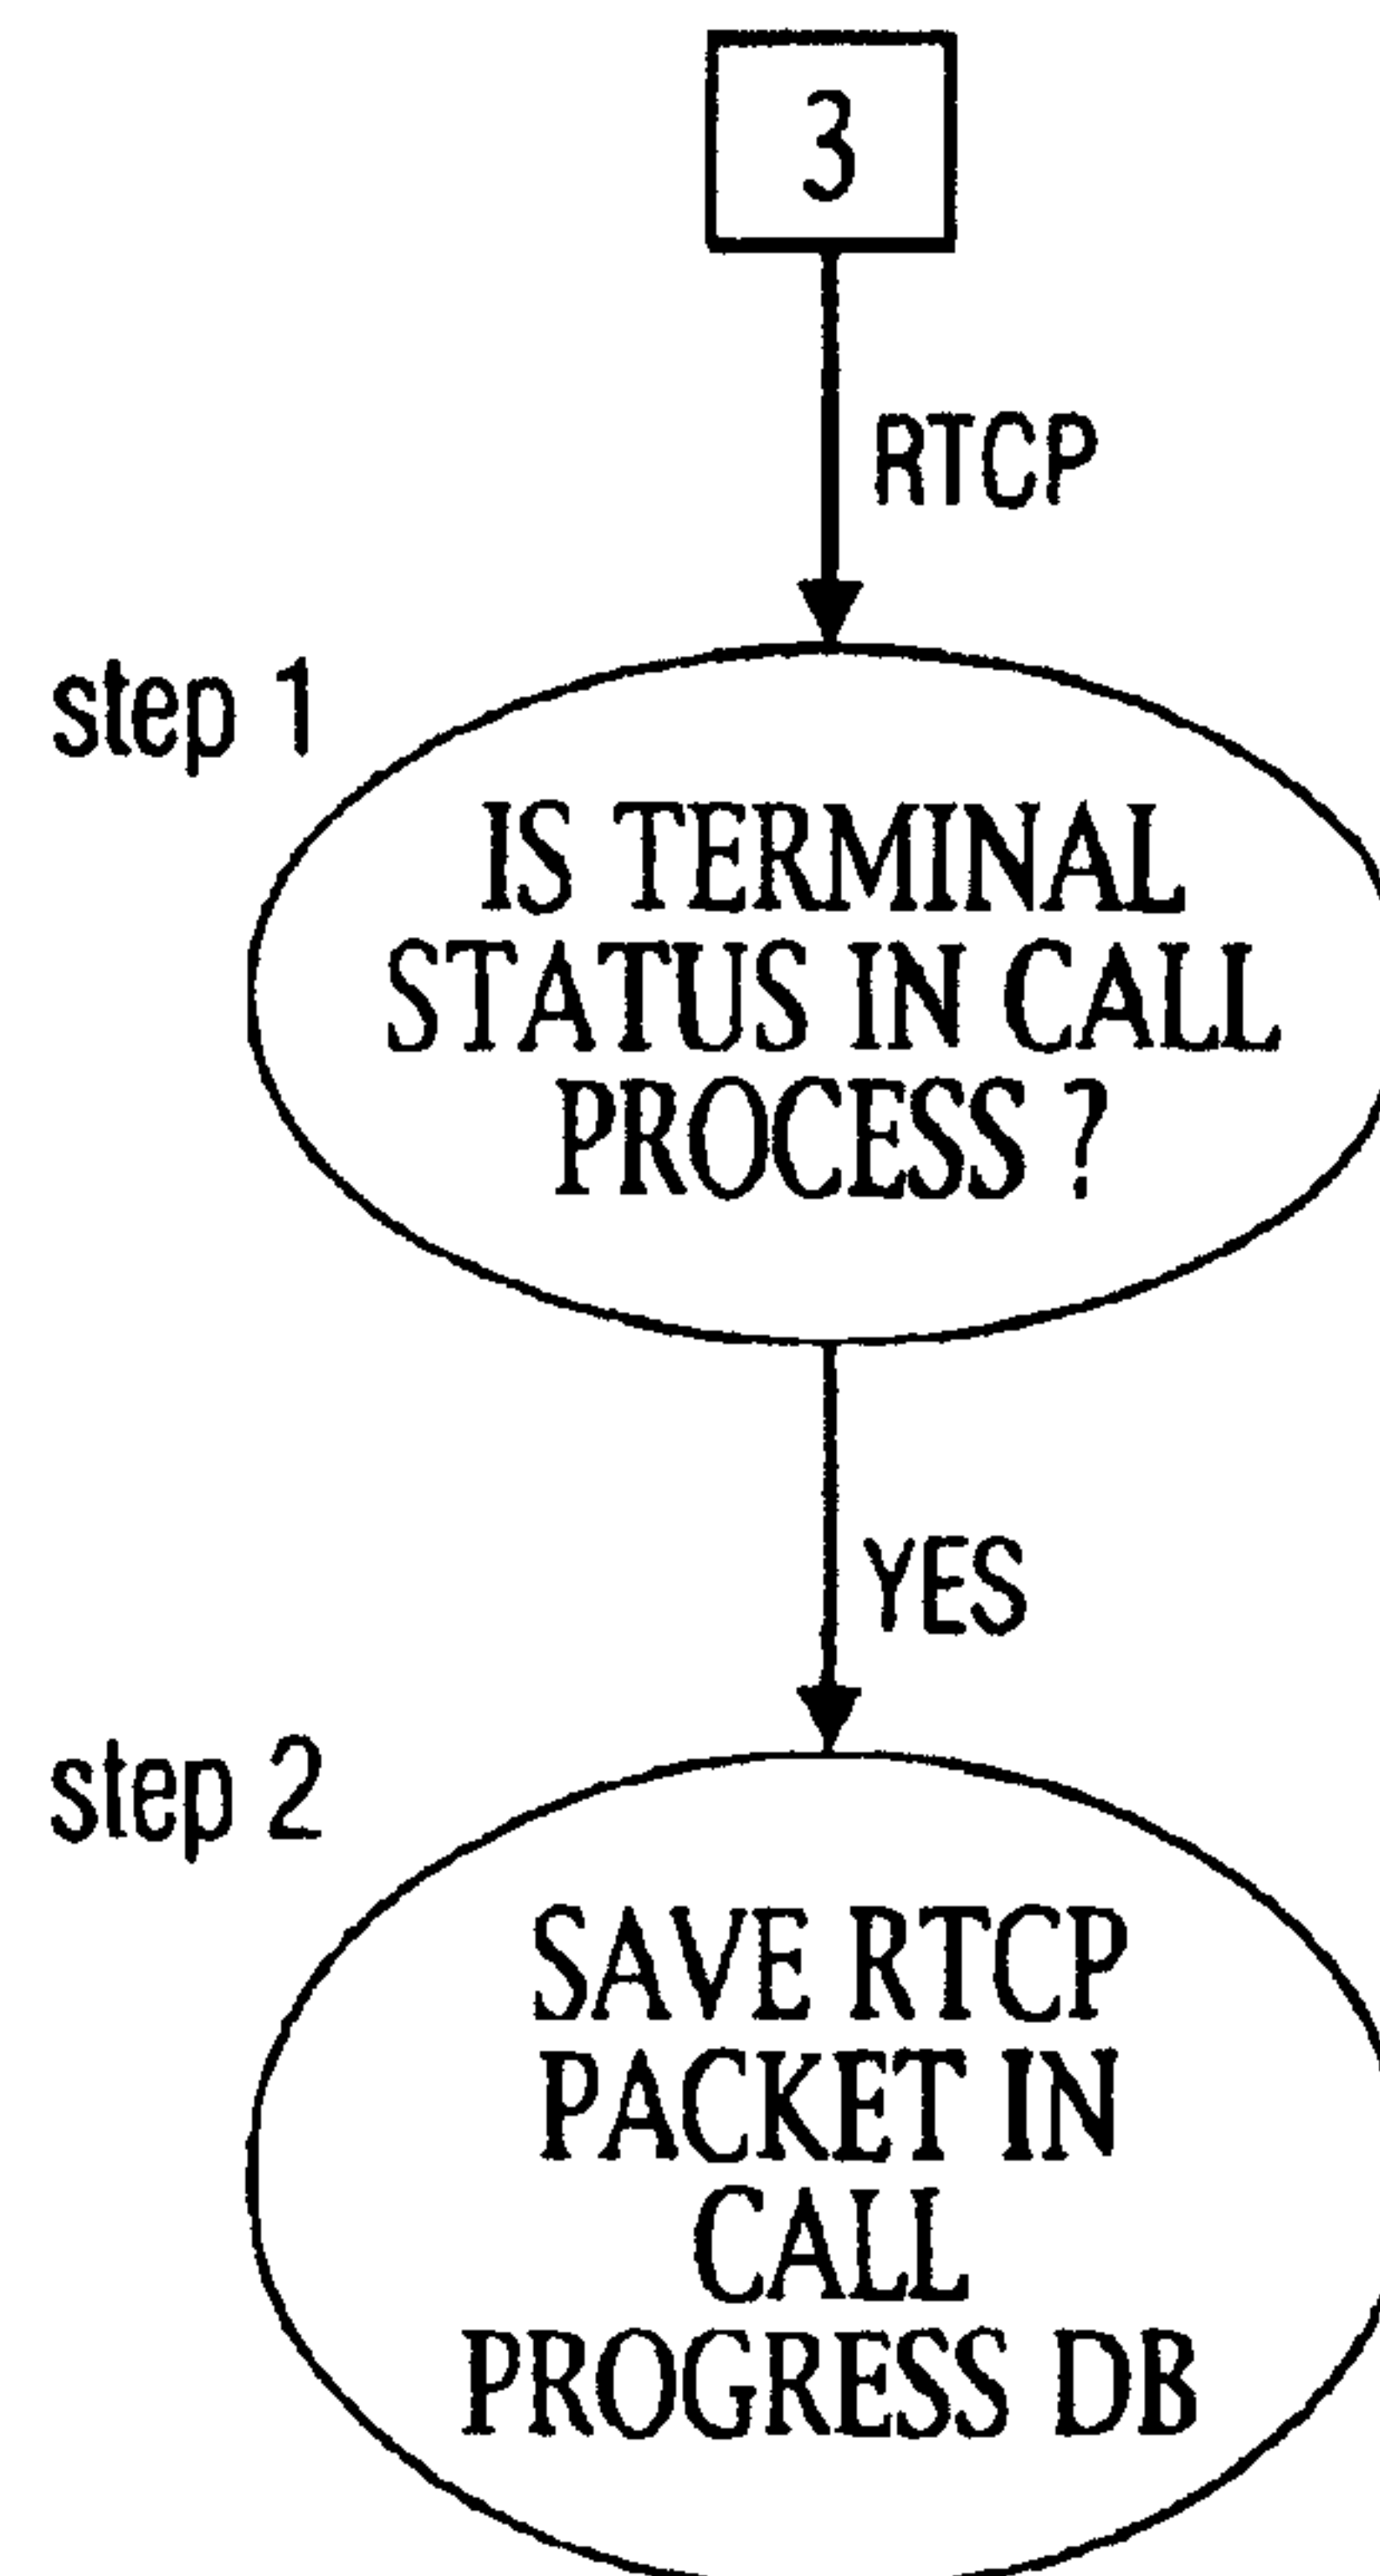 3
RTCP
step 1
IS TERMINAL
STATUS IN CALL
PROCESS ?
YES
step 2
SAVE RTCP
PACKET IN
CALL
PROGRESS DB